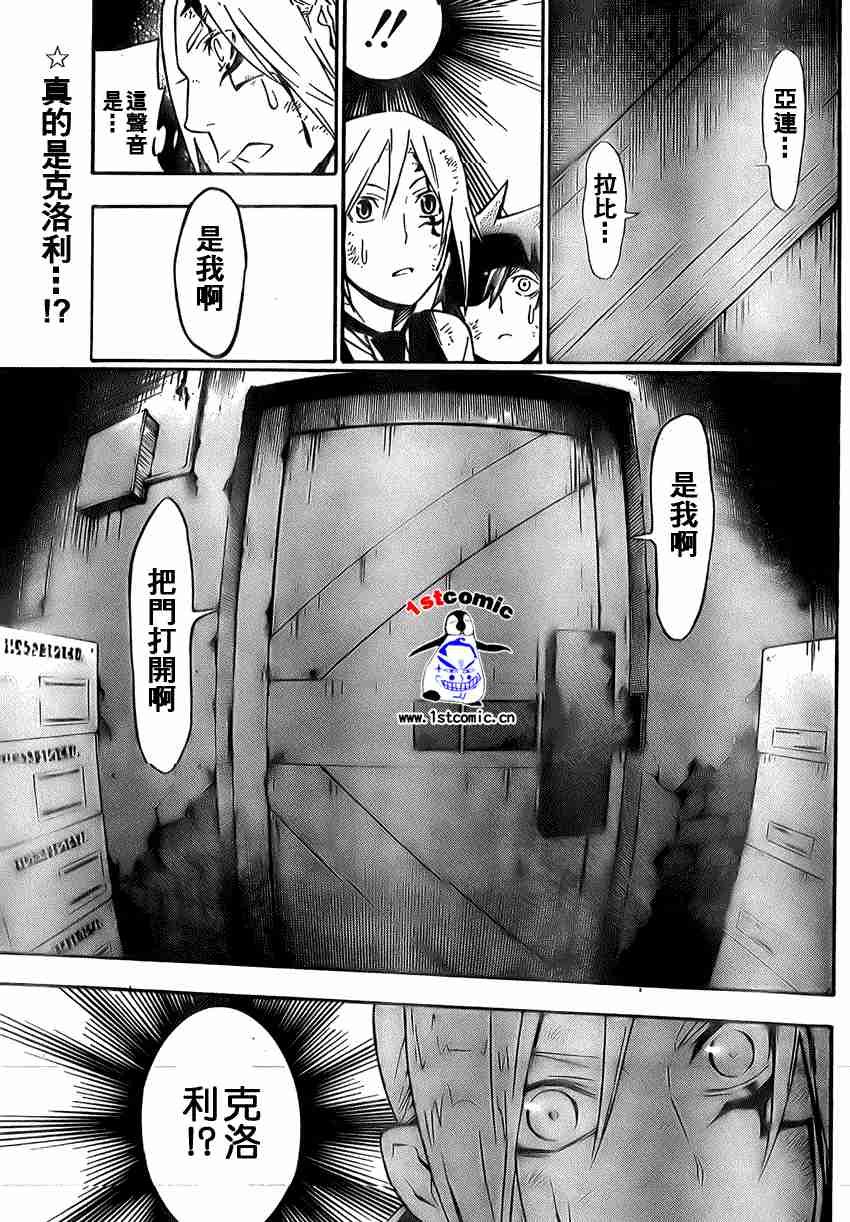 亞連…
拉比…
!!
這聲音
是…
是我啊
☆真的是克洛利…!?
是我啊
把門打開啊
1stcomic
www.1stcomic.cn
克洛
利!?